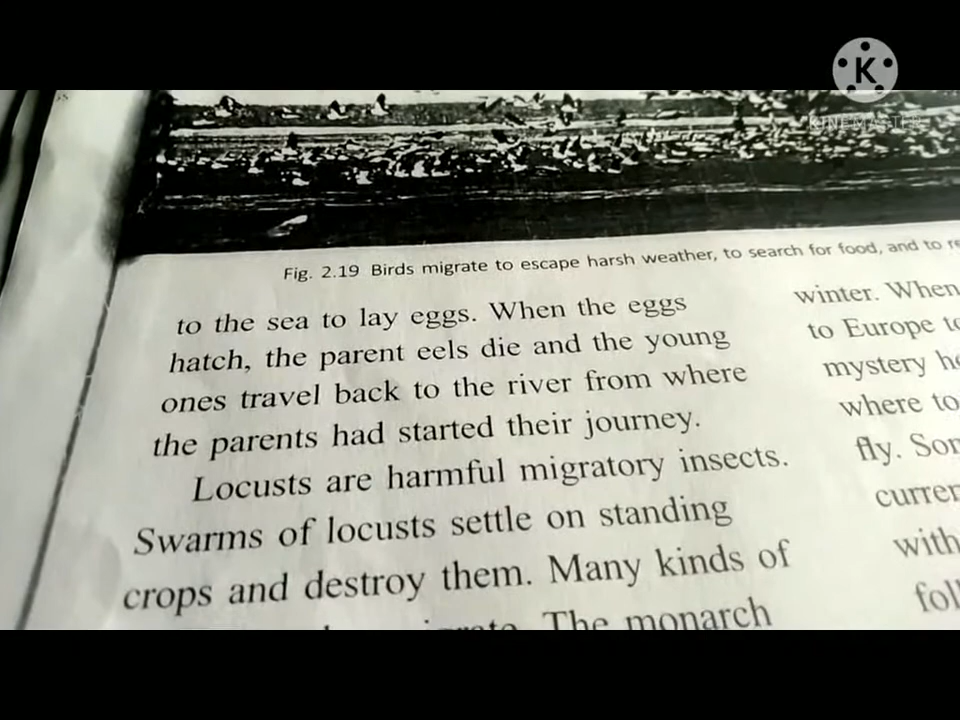 K
KINEMASTER
Fig. 2.19 Birds migrate to escape harsh weather, to search for food, and to
to the sea to lay eggs. When the eggs
hatch, the parent eels die and the young
ones travel back to the river from where
the parents had started their journey.
Locusts are harmful migratory insects.
Swarms of locusts settle on standing
crops and destroy them. Many kinds of
The monarch
winter. When
to Europe
mystery
where to
fly.
with